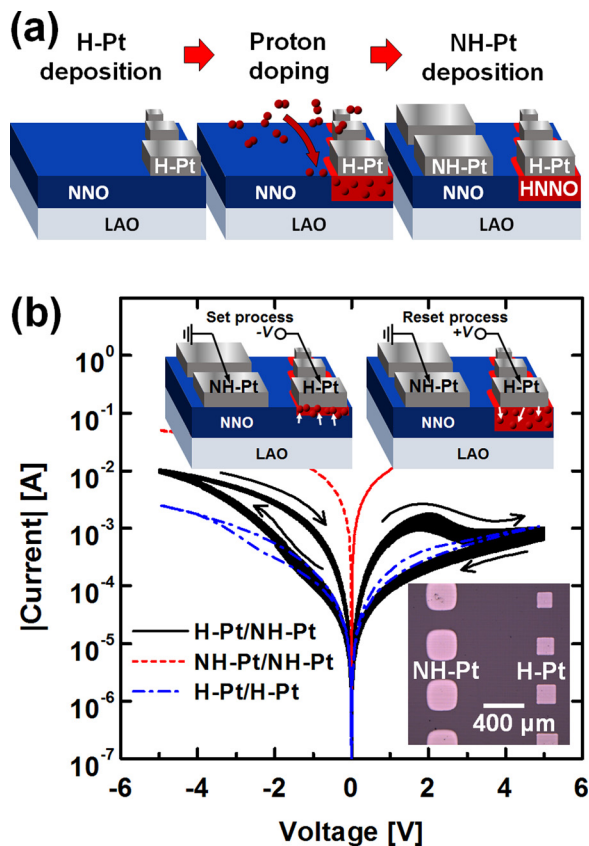 (a)
H-Pt deposition
Proton doping
NH-Pt deposition
H-Pt
NNO
LAO
H-Pt
NNO
LAO
NH-Pt
H-Pt
NNO
HNNO
LAO
(b)
Set process
-V
NH-Pt
H-Pt
NNO
LAO
Reset process
+V
NH-Pt
H-Pt
NNO
LAO
|Current| [A]
10^0
10^-1
10^-2
10^-3
10^-4
10^-5
10^-6
10^-7
H-Pt/NH-Pt
NH-Pt/NH-Pt
H-Pt/H-Pt
NH-Pt
H-Pt
400 μm
-6 -4 -2 0 2 4 6
Voltage [V]